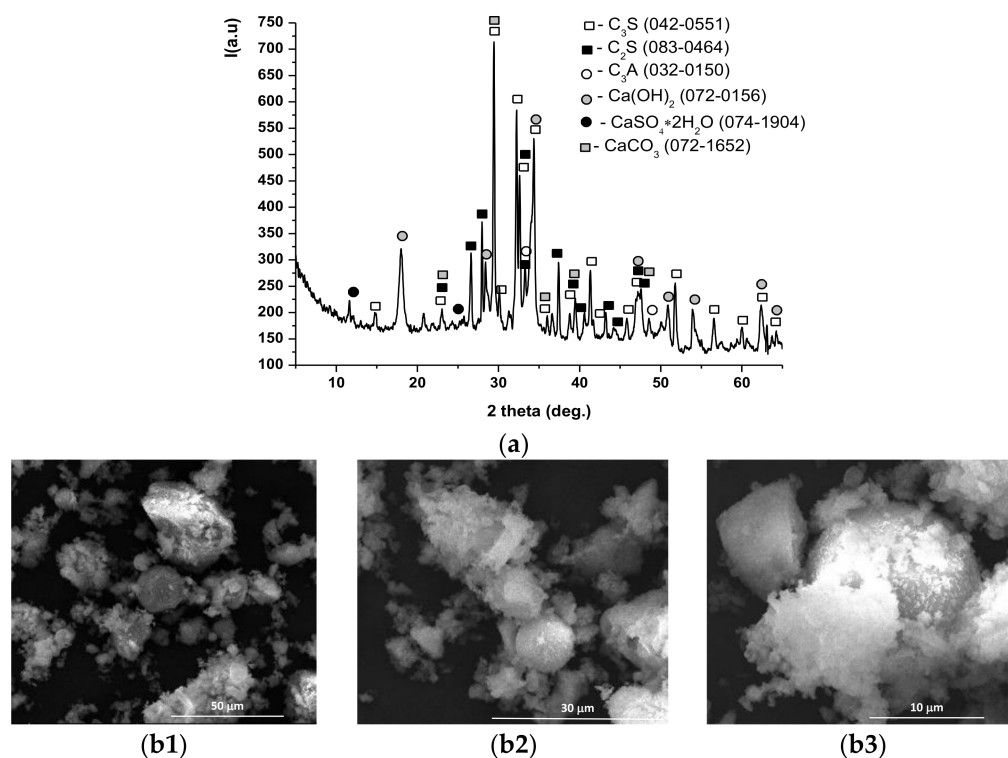 I(a.u)
750
700
650
600
550
500
450
400
350
300
250
200
150
100
10
20
30
40
50
60
2 theta (deg.)
- C₃S (042-0551)
- C₂S (083-0464)
- C₃A (032-0150)
- Ca(OH)₂ (072-0156)
- CaSO₄*2H₂O (074-1904)
- CaCO₃ (072-1652)
(a)
50 µm
30 µm
10 µm
(b1)
(b2)
(b3)